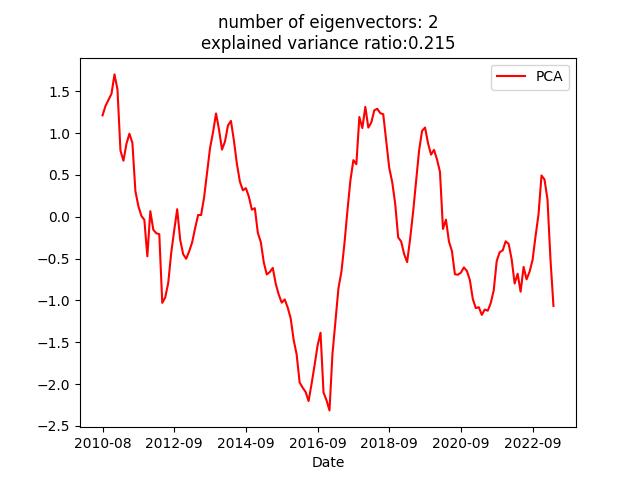 number of eigenvectors: 2
explained variance ratio:0.215
PCA
1.5
1.0
0.5
0.0
−0.5
−1.0
−1.5
−2.0
−2.5
2010-08 2012-09 2014-09 2016-09 2018-09 2020-09 2022-09
Date